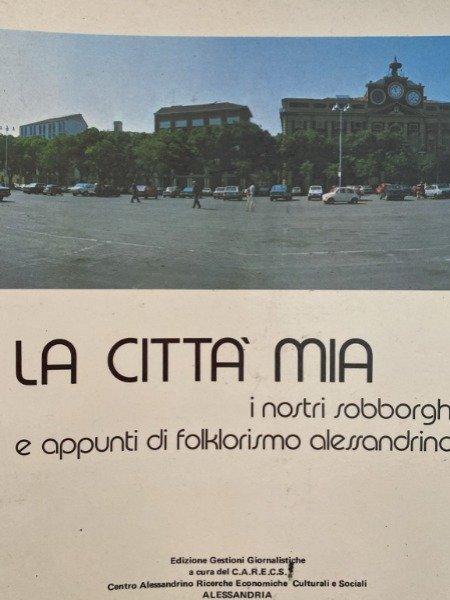 LA CITTA' MIA
i nostri sobborgh
e appunti di folklorismo alessandrino
Edizione Gestioni Giornalistiche
a cura del C.A.R.E.C.S.
Centro Alessandrino Ricerche Economiche Culturali e Sociali
ALESSANDRIA